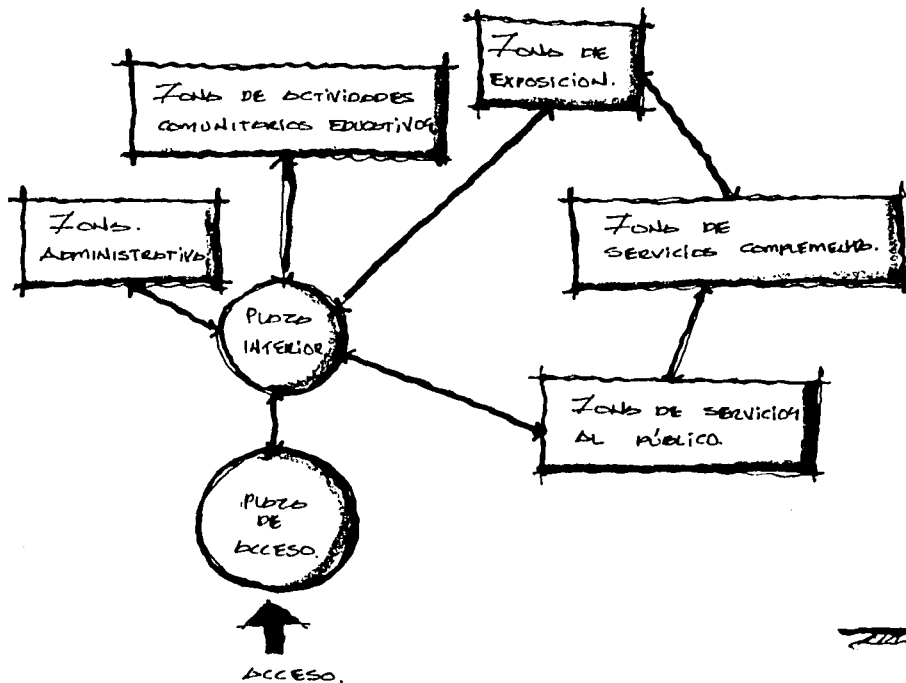 ZONA DE
EXPOSICION.
ZONA DE ACTIVIDADES
COMUNITARIAS EDUCATIVAS
ZONA.
ADMINISTRATIVA
ZONA DE
SERVICIOS COMPLEMENTA.
PLAZA
INTERIOR
ZONA DE SERVICIOS
AL PÚBLICO.
PLAZA
DE
ACCESO.
ACCESO.